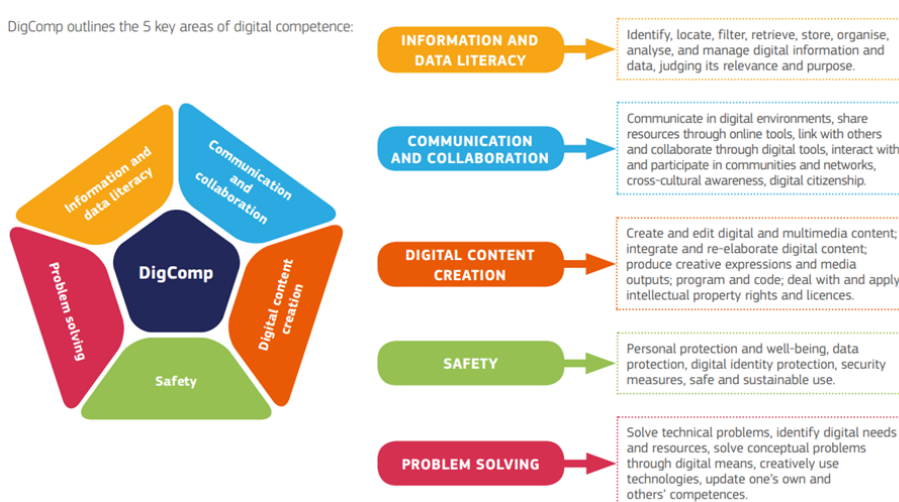 DigComp outlines the 5 key areas of digital competence:
Information and
data literacy
Communication
and
collaboration
Problem solving
DigComp
Digital content
creation
Safety
INFORMATION AND
DATA LITERACY
Identify, locate, filter, retrieve, store, organise,
analyse, and manage digital information and
data, judging its relevance and purpose.
COMMUNICATION
AND COLLABORATION
Communicate in digital environments, share
resources through online tools, link with others
and collaborate through digital tools, interact with
and participate in communities and networks,
cross-cultural awareness, digital citizenship.
DIGITAL CONTENT
CREATION
Create and edit digital and multimedia content;
integrate and re-elaborate digital content;
produce creative expressions and media
outputs; program and code; deal with and apply
intellectual property rights and licences.
SAFETY
Personal protection and well-being, data
protection, digital identity protection, security
measures, safe and sustainable use.
PROBLEM SOLVING
Solve technical problems, identify digital needs
and resources, solve conceptual problems
through digital means, creatively use
technologies, update one's own and
others' competences.